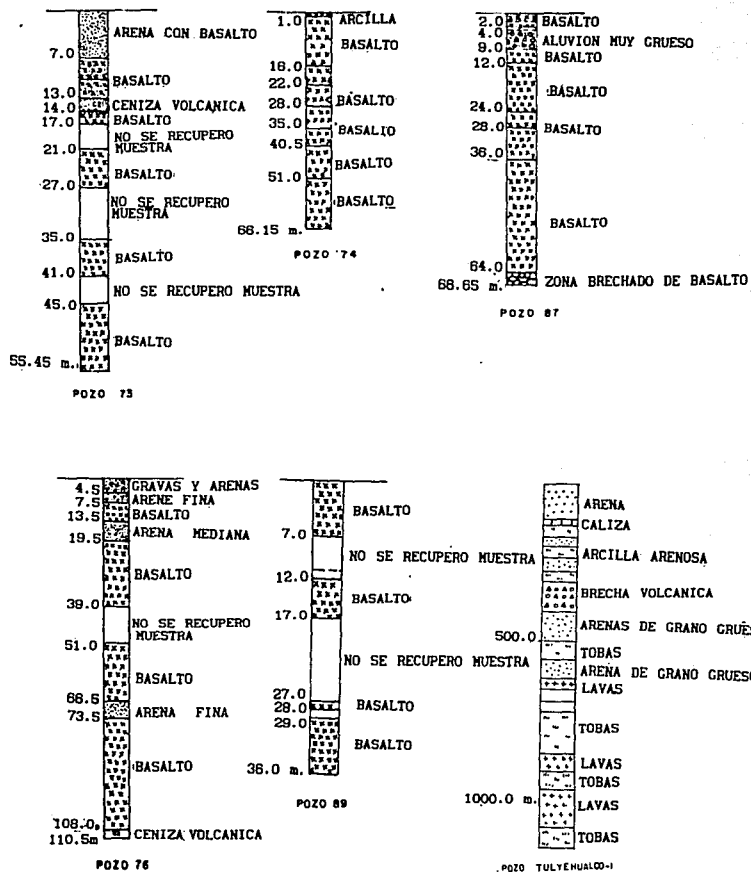 ARENA CON BASALTO
7.0
BASALTO
13.0
14.0 CENIZA VOLCANICA
17.0 BASALTO
NO SE RECUPERO
MUESTRA
21.0
BASALTO
27.0
NO SE RECUPERO
MUESTRA
35.0
BASALTO
41.0
NO SE RECUPERO MUESTRA
45.0
BASALTO
55.45 m.
POZO 73
1.0 ARCILLA
BASALTO
16.0
22.0
28.0 BASALTO
35.0
BASALIO
40.5
BASALTO
51.0
BASALTO
66.15 m.
POZO 74
2.0 BASALTO
4.0
ALUVION MUY GRUESO
9.0
BASALTO
12.0
BASALTO
24.0
28.0 BASALTO
36.0
BASALTO
64.0
68.65 m. ZONA BRECHADO DE BASALTO
POZO 87
4.5 GRAVAS Y ARENAS
7.5 ARENE FINA
13.5 BASALTO
ARENA MEDIANA
19.5
BASALTO
39.0
NO SE RECUPERO
MUESTRA
51.0
BASALTO
66.5
ARENA FINA
73.5
BASALTO
108.0
110.5m CENIZA VOLCANICA
POZO 76
BASALTO
7.0
NO SE RECUPERO MUESTRA
12.0
BASALTO
17.0
NO SE RECUPERO MUESTRA
27.0
28.0 BASALTO
29.0
BASALTO
36.0 m.
POZO 89
ARENA
CALIZA
ARCILLA ARENOSA
BRECHA VOLCANICA
ARENAS DE GRANO GRUES
500.0
TOBAS
ARENA DE GRANO GRUESO
LAVAS
TOBAS
LAVAS
TOBAS
1000.0 m.
LAVAS
TOBAS
POZO TULYEHUALCO-1